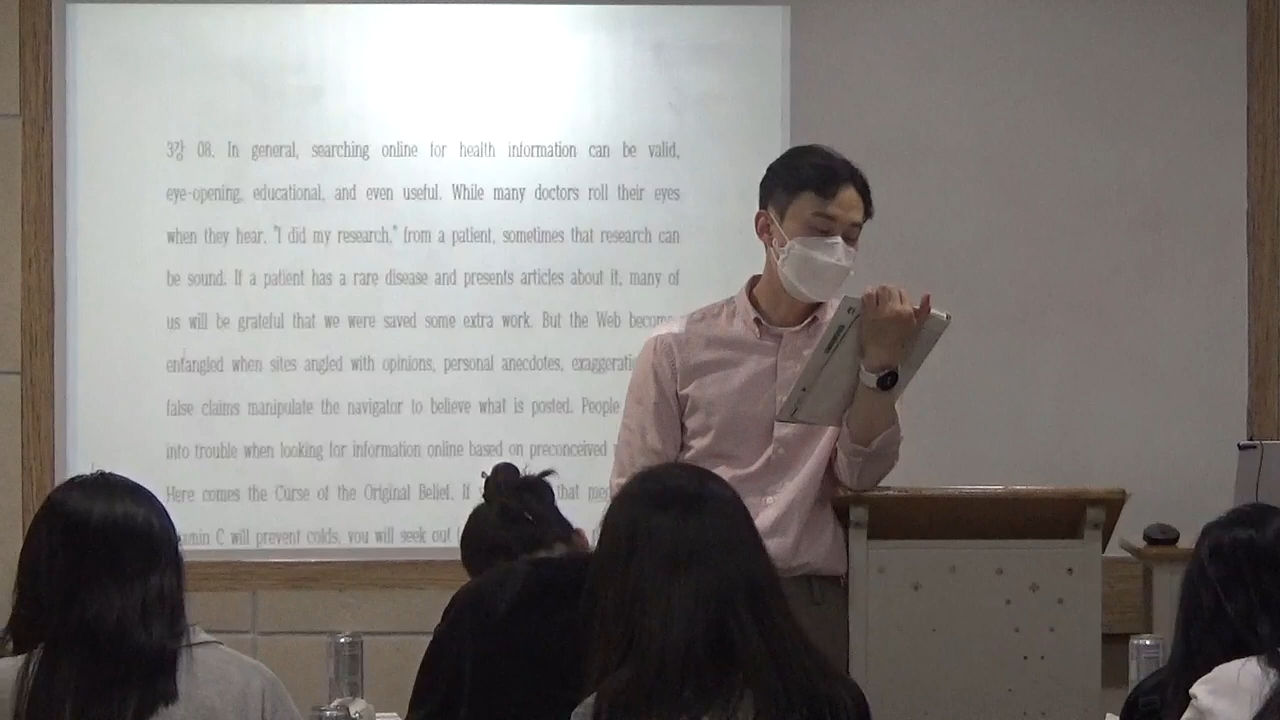 3강 08. In general, searching online for health information can be valid,
eye-opening, educational, and even useful. While many doctors roll their eyes
when they hear, "I did my research," from a patient, sometimes that research can
be sound. If a patient has a rare disease and presents articles about it, many of
us will be grateful that we were saved some extra work. But the Web
entangled when sites angled with opinions, personal anecdotes,
false claims manipulate the navigator to believe what is posted. People
into trouble when looking for information online based on preconceived
Here comes the Curse of the Original Belief. If that
C will prevent colds, you will seek out